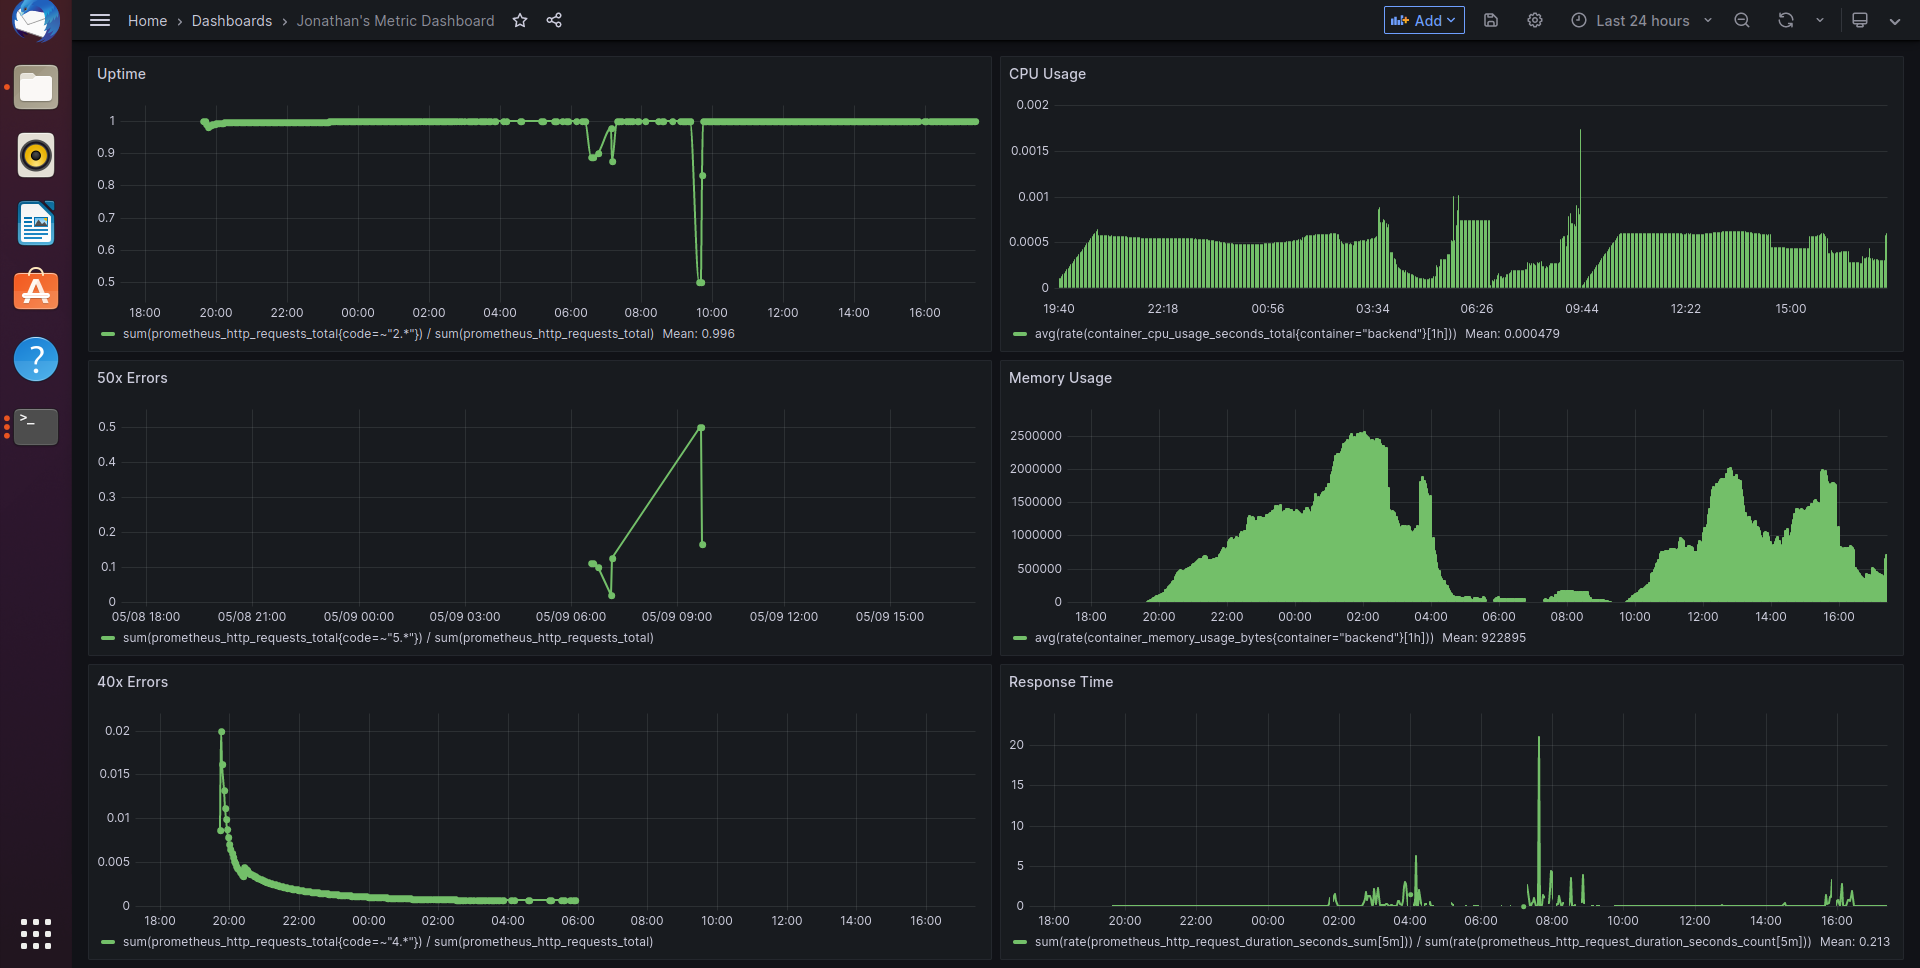 Home › Dashboards › Jonathan's Metric Dashboard
Add
Last 24 hours
Uptime
1
0.9
0.8
0.7
0.6
0.5
18:00 20:00 22:00 00:00 02:00 04:00 06:00 08:00 10:00 12:00 14:00 16:00
sum(prometheus_http_requests_total{code=~"2.*"}) / sum(prometheus_http_requests_total) Mean: 0.996
CPU Usage
0.002
0.0015
0.001
0.0005
0
19:40 22:18 00:56 03:34 06:26 09:44 12:22 15:00
avg(rate(container_cpu_usage_seconds_total{container="backend"}[1h])) Mean: 0.000479
50x Errors
0.5
0.4
0.3
0.2
0.1
0
05/08 18:00 05/08 21:00 05/09 00:00 05/09 03:00 05/09 06:00 05/09 09:00 05/09 12:00 05/09 15:00
sum(prometheus_http_requests_total{code=~"5.*"}) / sum(prometheus_http_requests_total)
Memory Usage
2500000
2000000
1500000
1000000
500000
0
18:00 20:00 22:00 00:00 02:00 04:00 06:00 08:00 10:00 12:00 14:00 16:00
avg(rate(container_memory_usage_bytes{container="backend"}[1h])) Mean: 922895
40x Errors
0.02
0.015
0.01
0.005
0
18:00 20:00 22:00 00:00 02:00 04:00 06:00 08:00 10:00 12:00 14:00 16:00
sum(prometheus_http_requests_total{code=~"4.*"}) / sum(prometheus_http_requests_total)
Response Time
20
15
10
5
0
18:00 20:00 22:00 00:00 02:00 04:00 06:00 08:00 10:00 12:00 14:00 16:00
sum(rate(prometheus_http_request_duration_seconds_sum[5m])) / sum(rate(prometheus_http_request_duration_seconds_count[5m])) Mean: 0.213